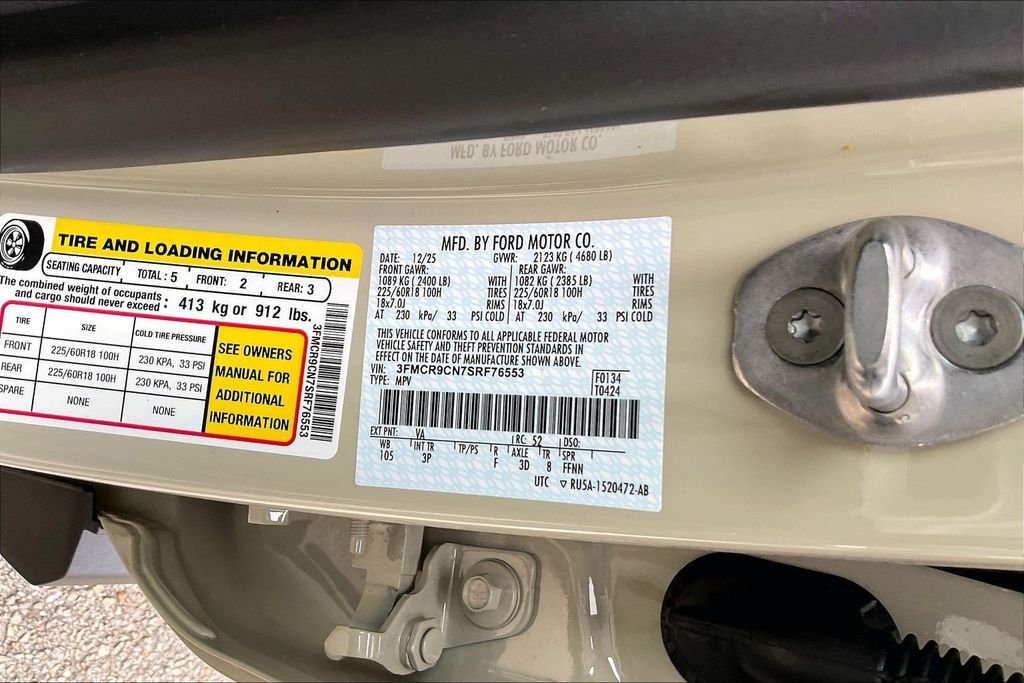 MFD. BY FORD MOTOR CO.
TIRE AND LOADING INFORMATION
SEATING CAPACITY TOTAL : 5 FRONT: 2 REAR: 3
The combined weight of occupants and cargo should never exceed : 413 kg or 912 lbs.
TIRE SIZE COLD TIRE PRESSURE
FRONT 225/60R18 100H 230 KPA, 33 PSI
REAR 225/60R18 100H 230 KPA, 33 PSI
SPARE NONE NONE
SEE OWNERS
MANUAL FOR
ADDITIONAL
INFORMATION
3FMCR9CN7SRF76553
MFD. BY FORD MOTOR CO.
DATE: 12/25 GVWR: 2123 KG ( 4680 LB)
FRONT GAWR: REAR GAWR:
1089 KG ( 2400 LB) WITH 1082 KG ( 2385 LB) WITH
225/60R18 100H TIRES 225/60R18 100H TIRES
18x7.0J RIMS 18x7.0J RIMS
AT 230 kPa/ 33 PSI COLD AT 230 kPa/ 33 PSI COLD
THIS VEHICLE CONFORMS TO ALL APPLICABLE FEDERAL MOTOR
VEHICLE SAFETY AND THEFT PREVENTION STANDARDS IN
EFFECT ON THE DATE OF MANUFACTURE SHOWN ABOVE.
VIN: 3FMCR9CN7SRF76553
TYPE: MPV
F0134
T0424
EXT PNT: VA RC: 52 DSO:
WB INT TR TP/PS R AXLE TR SPR
105 3P F 3D 8 FFNN
UTC ▽ RU5A-1520472-AB